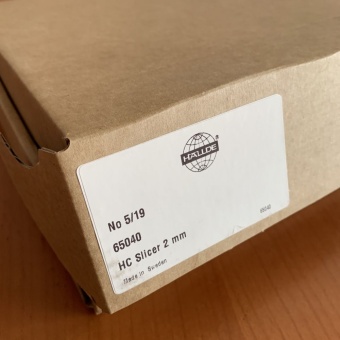 HALLDE
®
No 5/19
65040
HC Slicer 2 mm
Made in Sweden
65040